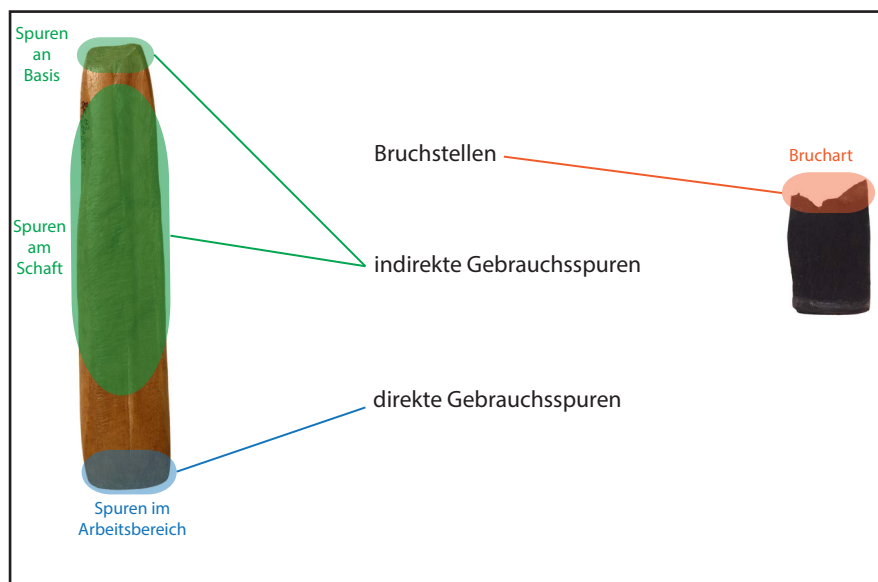 Spuren
an
Basis
Bruchstellen
Bruchart
Spuren
am
Schaft
indirekte Gebrauchsspuren
direkte Gebrauchsspuren
Spuren im
Arbeitsbereich